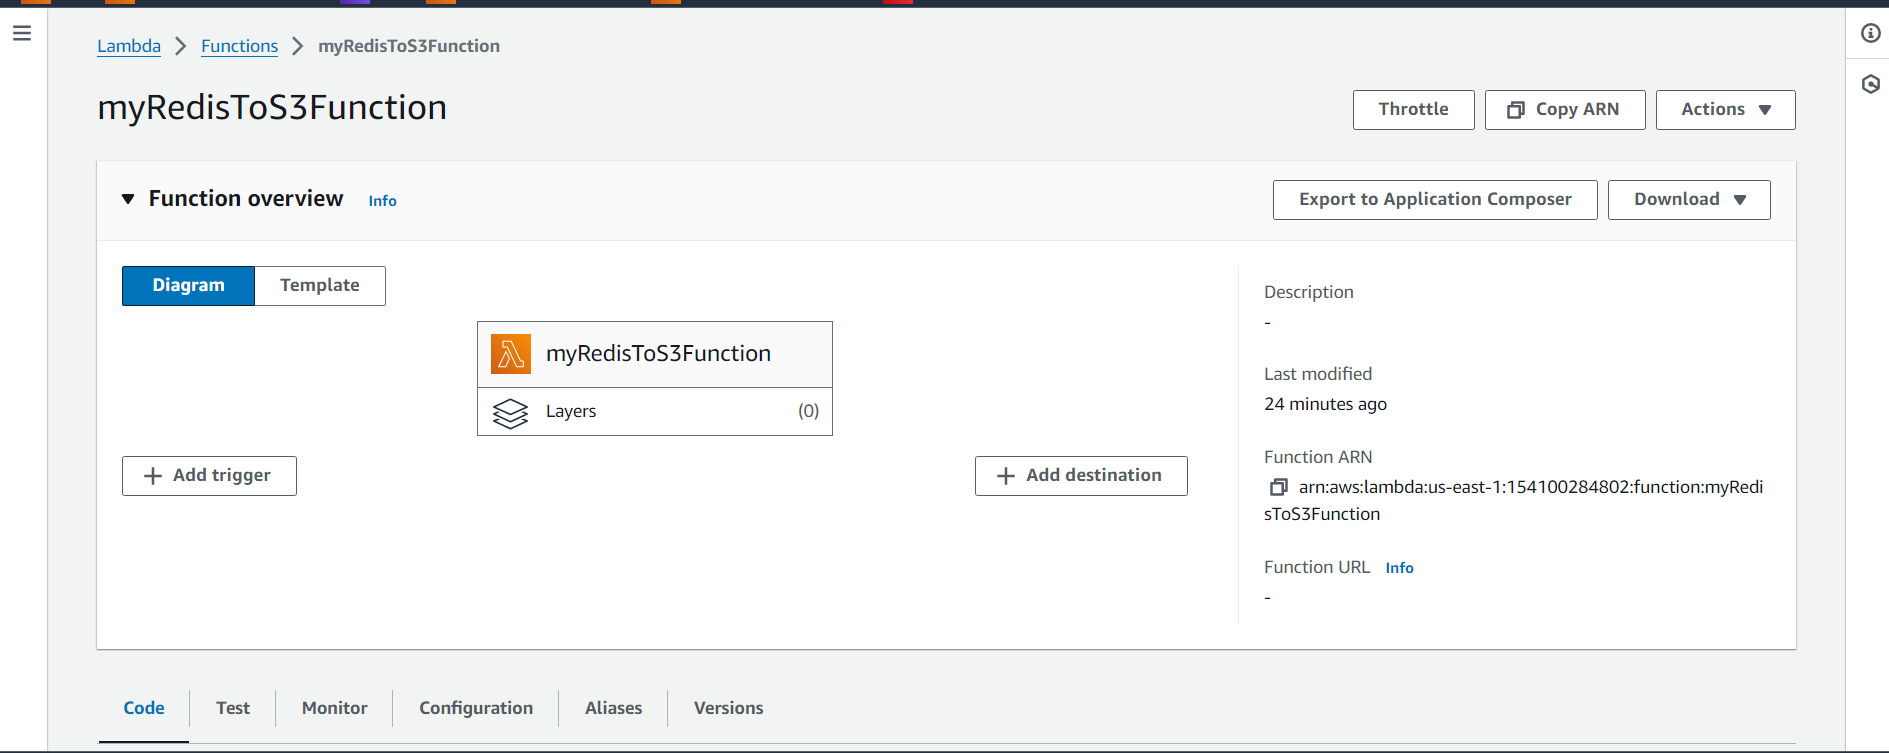 Lambda > Functions > myRedisToS3Function
myRedisToS3Function
Throttle
Copy ARN
Actions
Function overview Info
Export to Application Composer
Download
Diagram
Template
myRedisToS3Function
Layers (0)
Add trigger
Add destination
Description
-
Last modified
24 minutes ago
Function ARN
arn:aws:lambda:us-east-1:154100284802:function:myRedi
sToS3Function
Function URL Info
-
Code
Test
Monitor
Configuration
Aliases
Versions